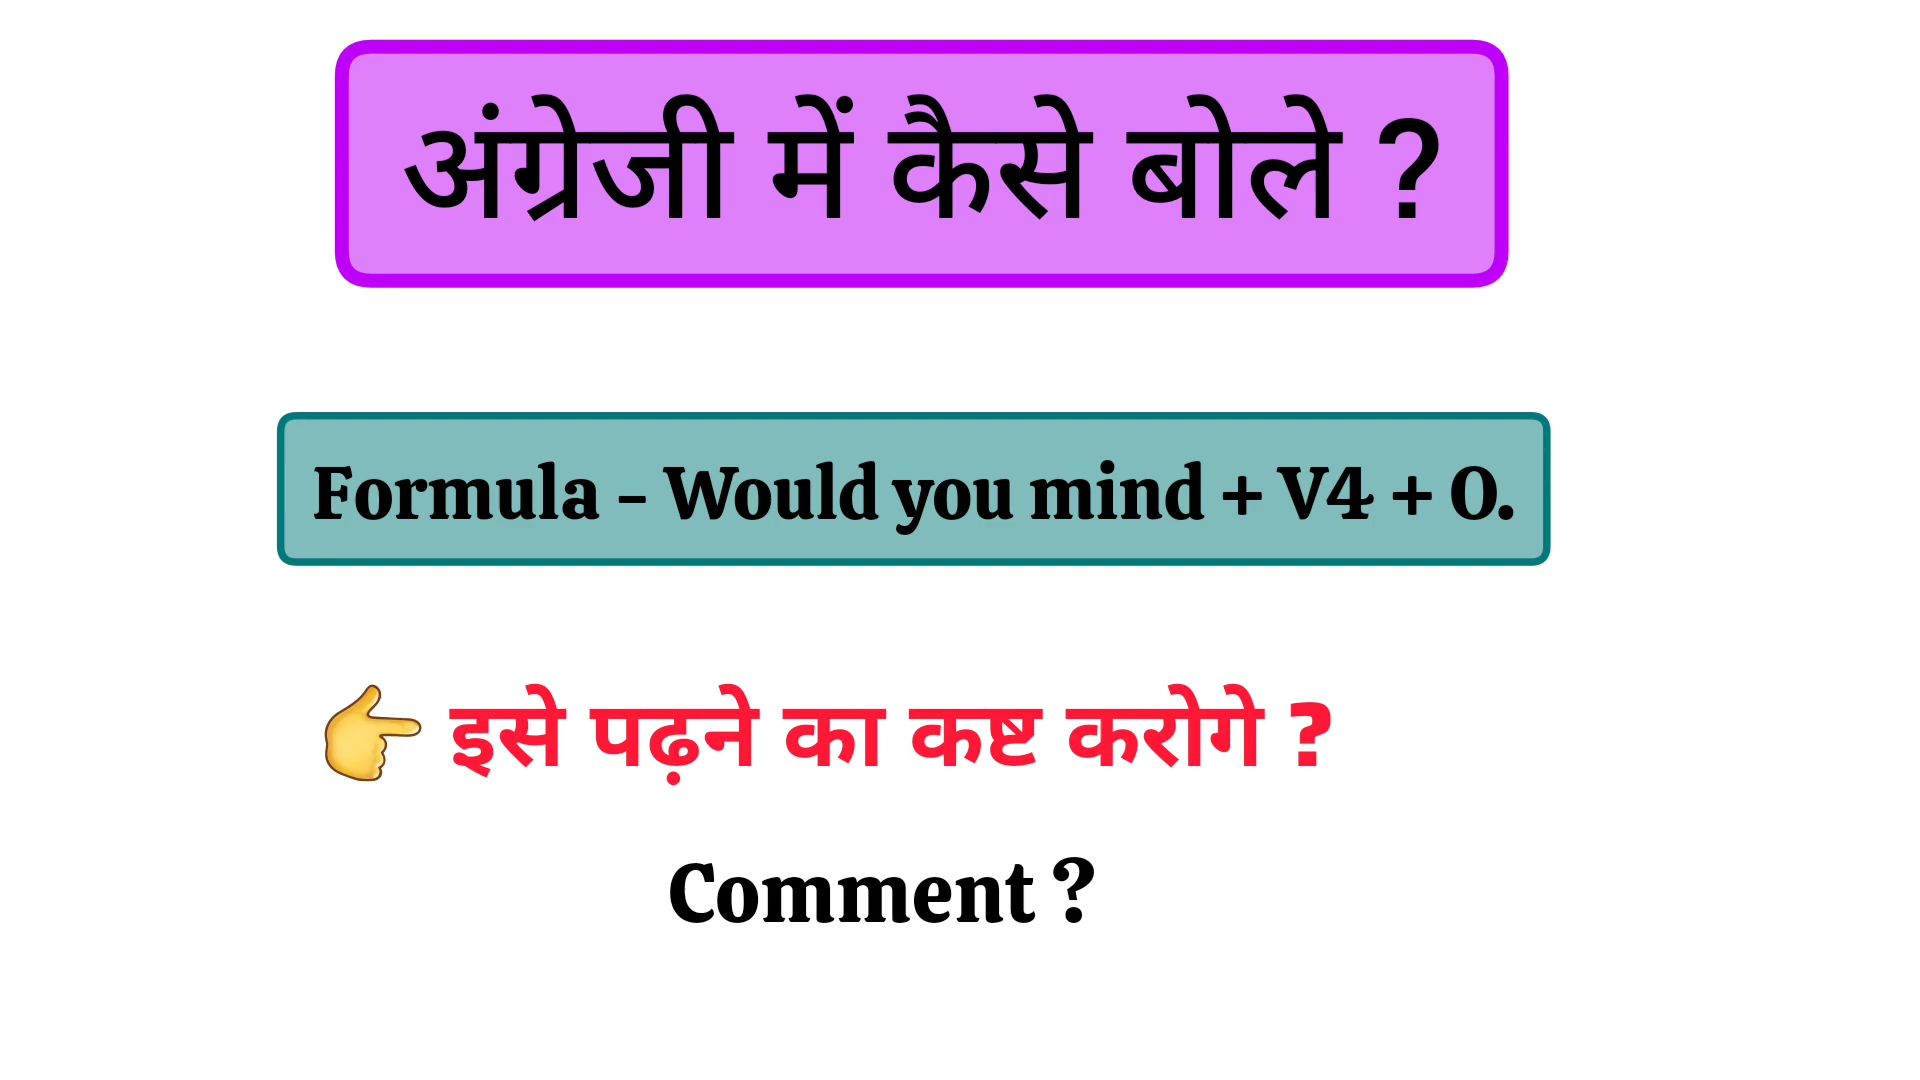 अंग्रेजी में कैसे बोले ?
Formula - Would you mind + V4 + O.
👉 इसे पढ़ने का कष्ट करोगे ?
Comment ?